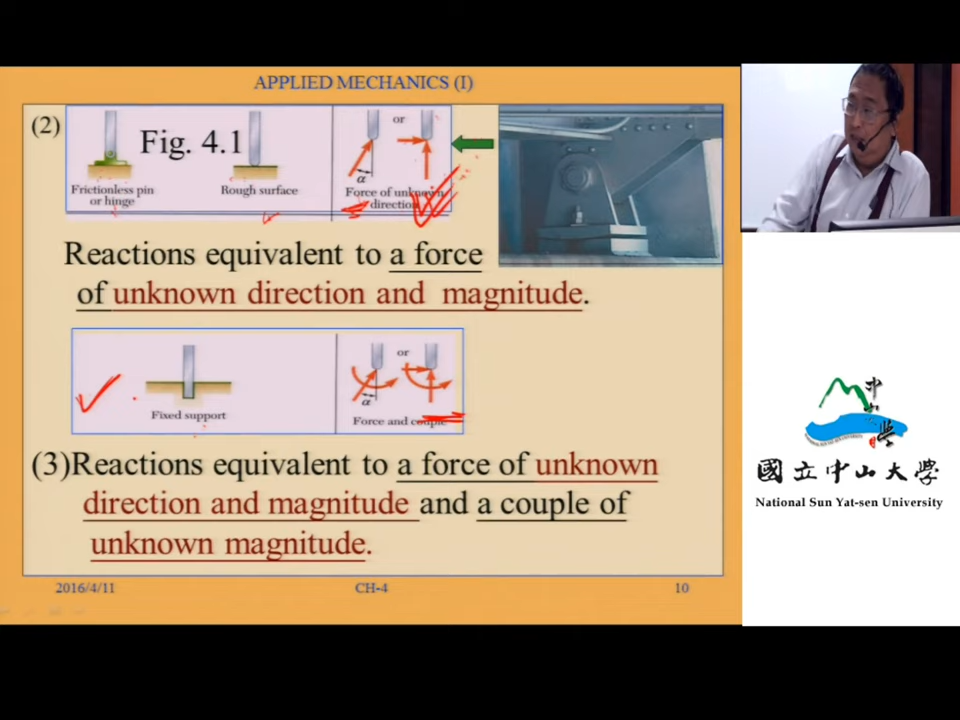 APPLIED MECHANICS (I)
(2)
Fig. 4.1
Frictionless pin
or hinge
Rough surface
or
α
Force of unknown
direction
Reactions equivalent to a force
of unknown direction and magnitude.
Fixed support
or
α
Force and couple
(3)Reactions equivalent to a force of unknown
direction and magnitude and a couple of
unknown magnitude.
2016/4/11
CH-4
10
國立中山大學
National Sun Yat-sen University